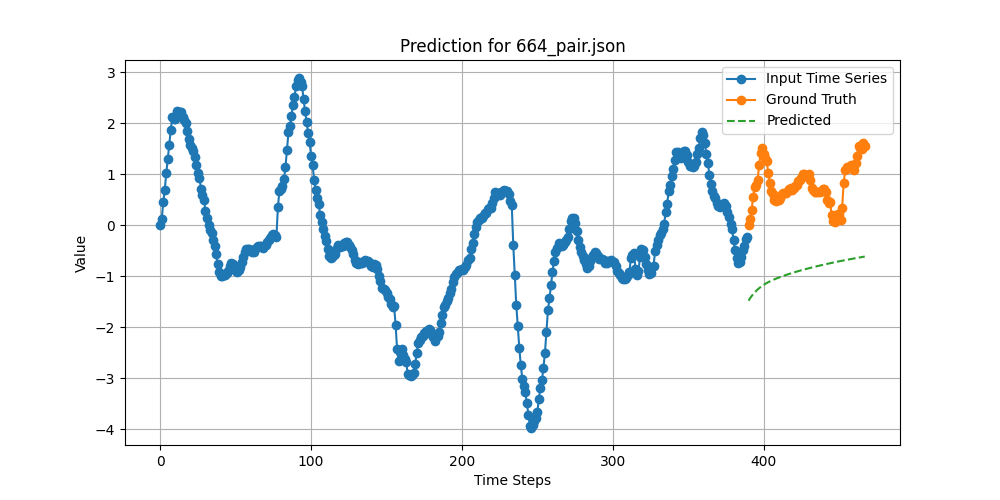 Prediction for 664_pair.json
Input Time Series
Ground Truth
Predicted
Value
3
2
1
0
−1
−2
−3
−4
0 100 200 300 400
Time Steps